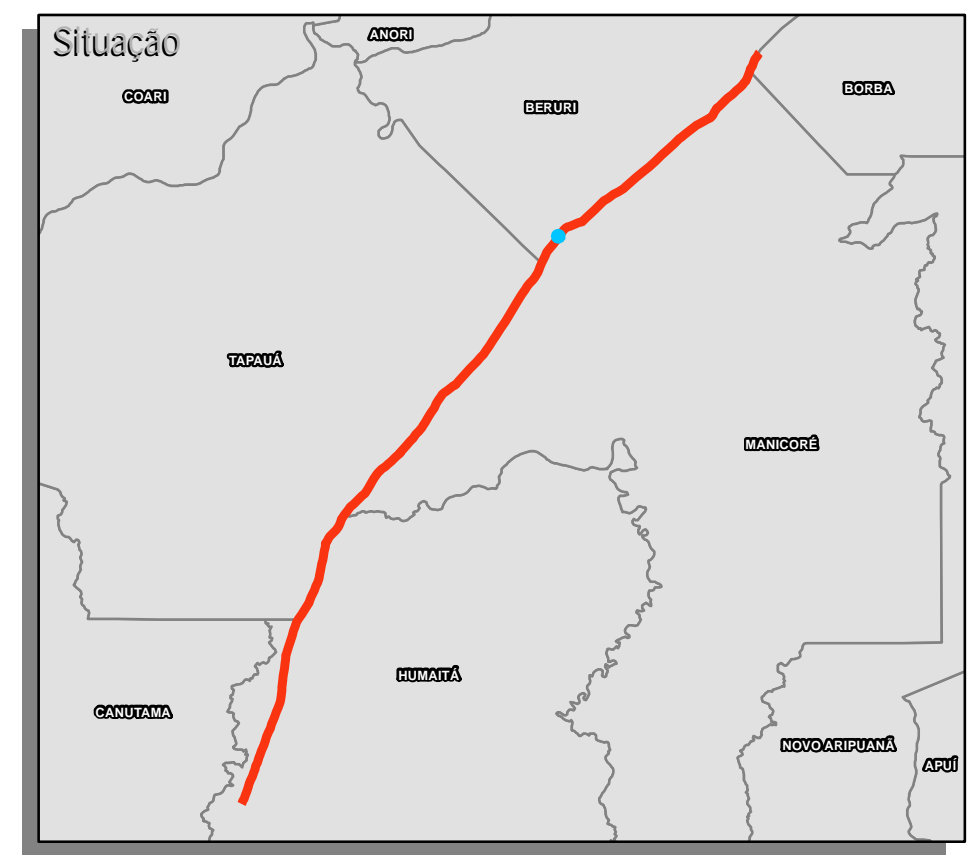 Situação
ANORI
COARI
BERURI
BORBA
TAPAUÁ
MANICORÉ
HUMAITÁ
CANUTAMA
NOVO ARIPUANÃ
APUÍ